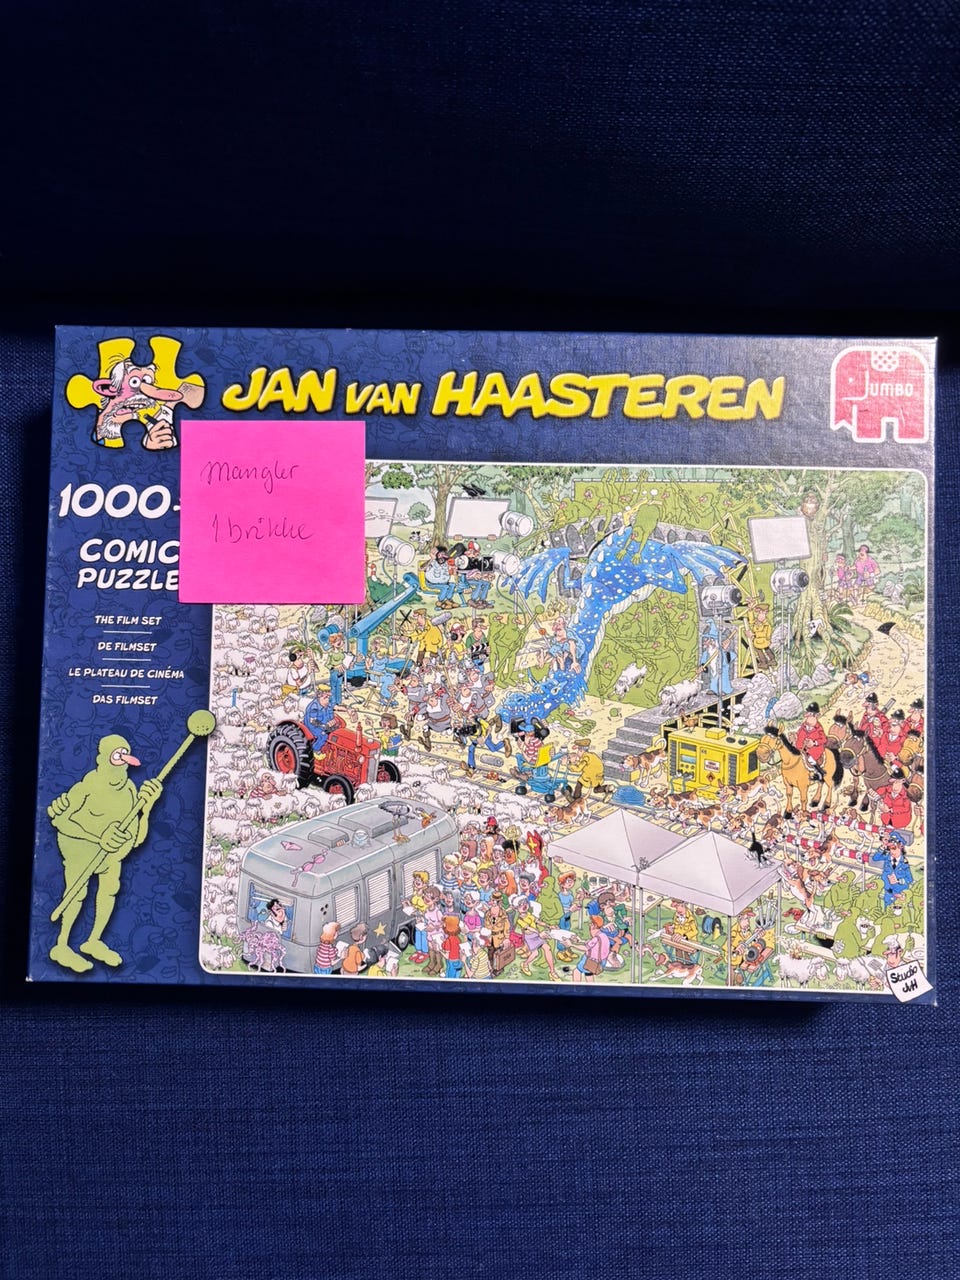 JAN VAN HAASTEREN
JUMBO
Mangler
1 brikke
1000
COMIC
PUZZLE
THE FILM SET
DE FILMSET
LE PLATEAU DE CINÉMA
DAS FILMSET
Studio
JVH